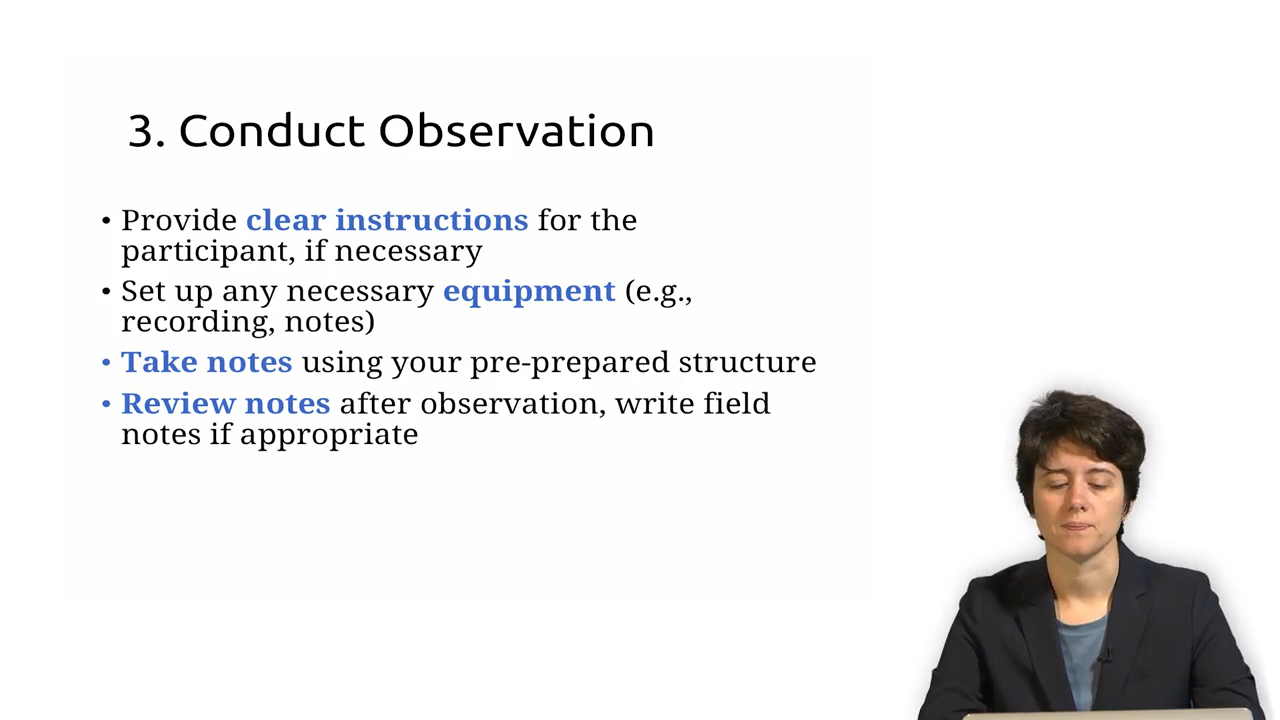 3. Conduct Observation
• Provide clear instructions for the
participant, if necessary
• Set up any necessary equipment (e.g.,
recording, notes)
• Take notes using your pre-prepared structure
• Review notes after observation, write field
notes if appropriate